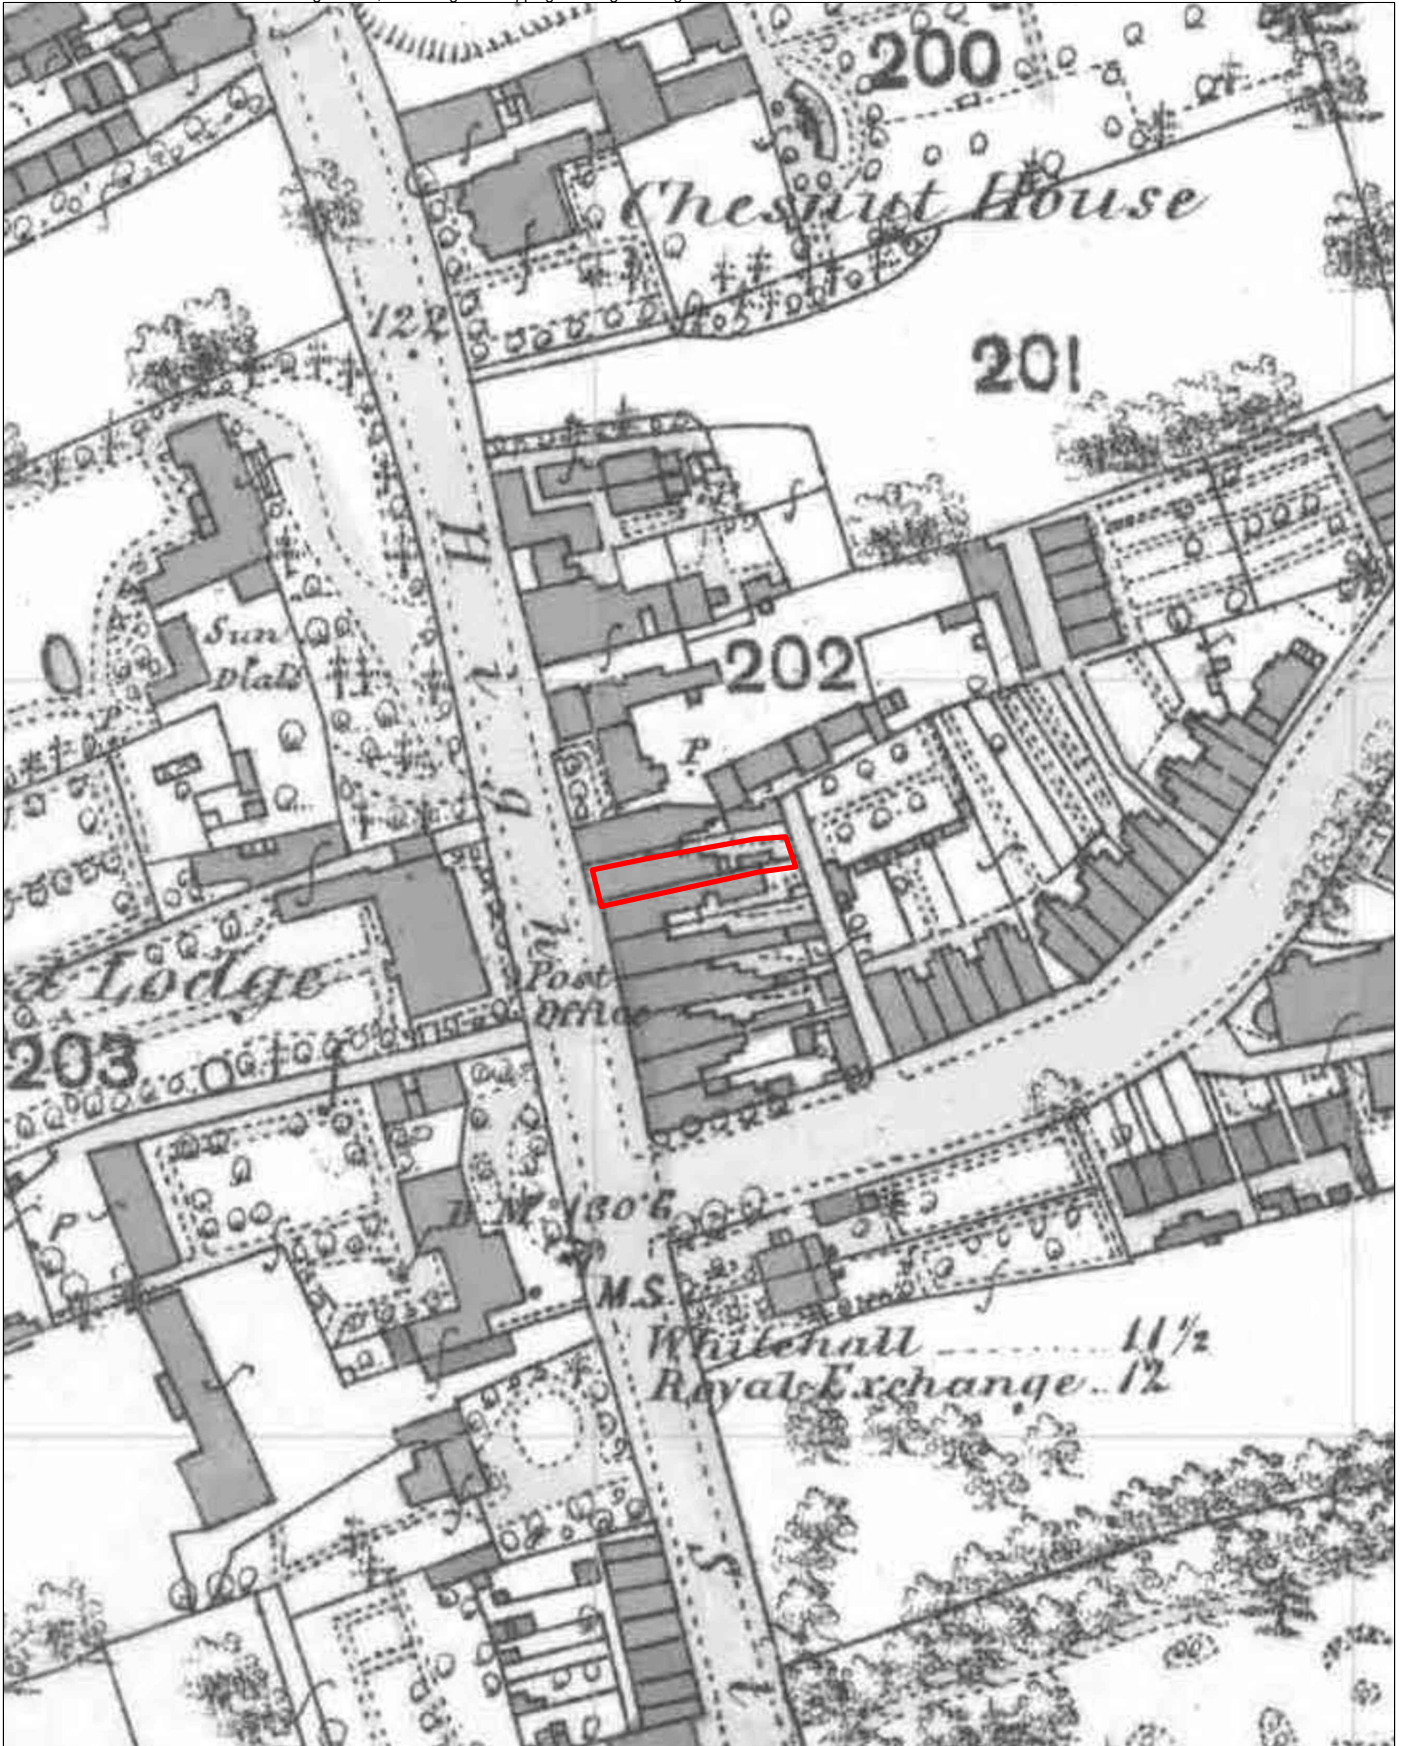 200
Chesnut House
122
201
H
Sun
Dial
202
P
i
g
h
Lodge
Post
Office
203
P
B.M. 130·6
M.S.
Whitehall ........... 11½
Royal Exchange .. 12
S
t